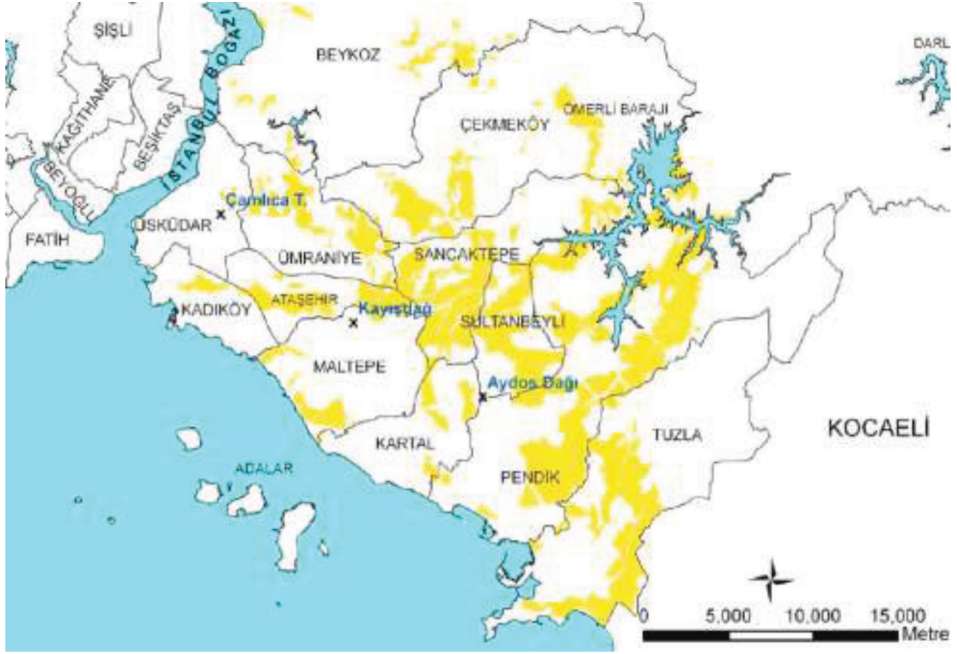 ŞİŞLİ
BEYKOZ
KAĞITHANE
BEŞİKTAŞ
İSTANBUL BOĞAZI
BEYOĞLU
DARL
ÖMERLİ BARAJI
ÇEKMEKÖY
Çamlıca T.
ÜSKÜDAR
FATİH
ÜMRANİYE
SANCAKTEPE
ATAŞEHİR
KADIKÖY
Kayışdağ
SULTANBEYLİ
MALTEPE
Aydos Dağı
KARTAL
TUZLA
KOCAELİ
ADALAR
PENDİK
0 5,000 10,000 15,000
Metre